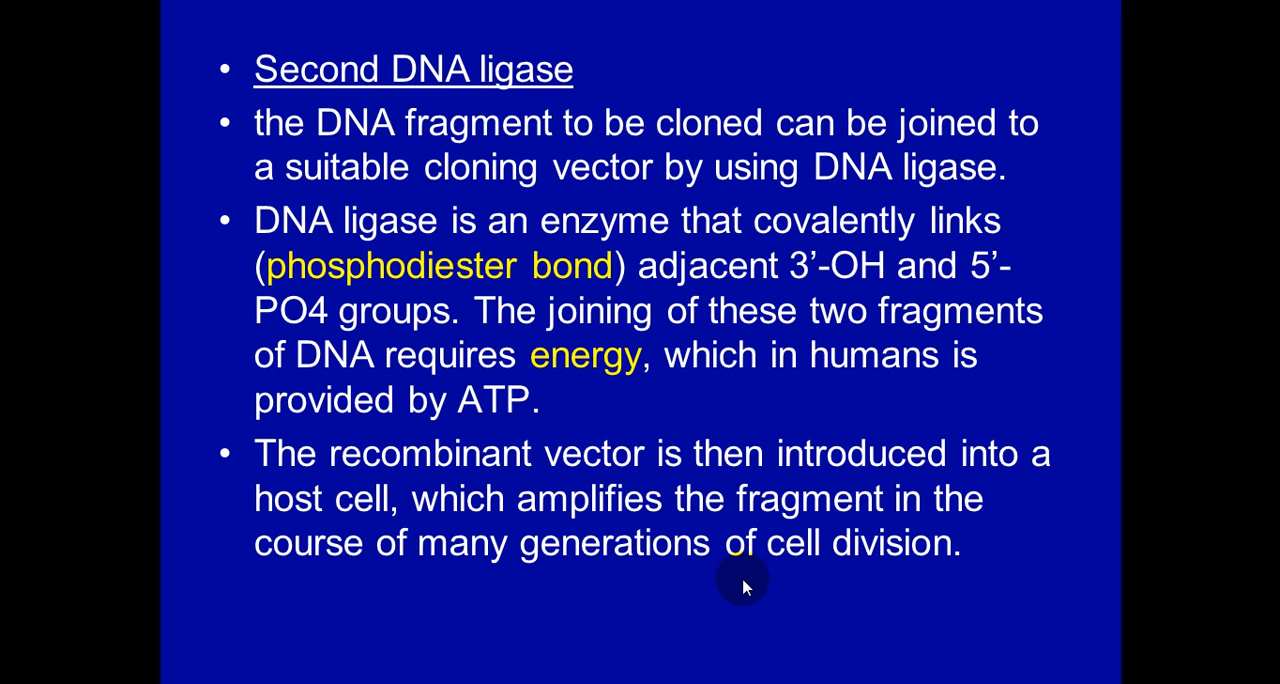 • Second DNA ligase
• the DNA fragment to be cloned can be joined to
a suitable cloning vector by using DNA ligase.
• DNA ligase is an enzyme that covalently links
(phosphodiester bond) adjacent 3’-OH and 5’-
PO4 groups. The joining of these two fragments
of DNA requires energy, which in humans is
provided by ATP.
• The recombinant vector is then introduced into a
host cell, which amplifies the fragment in the
course of many generations of cell division.